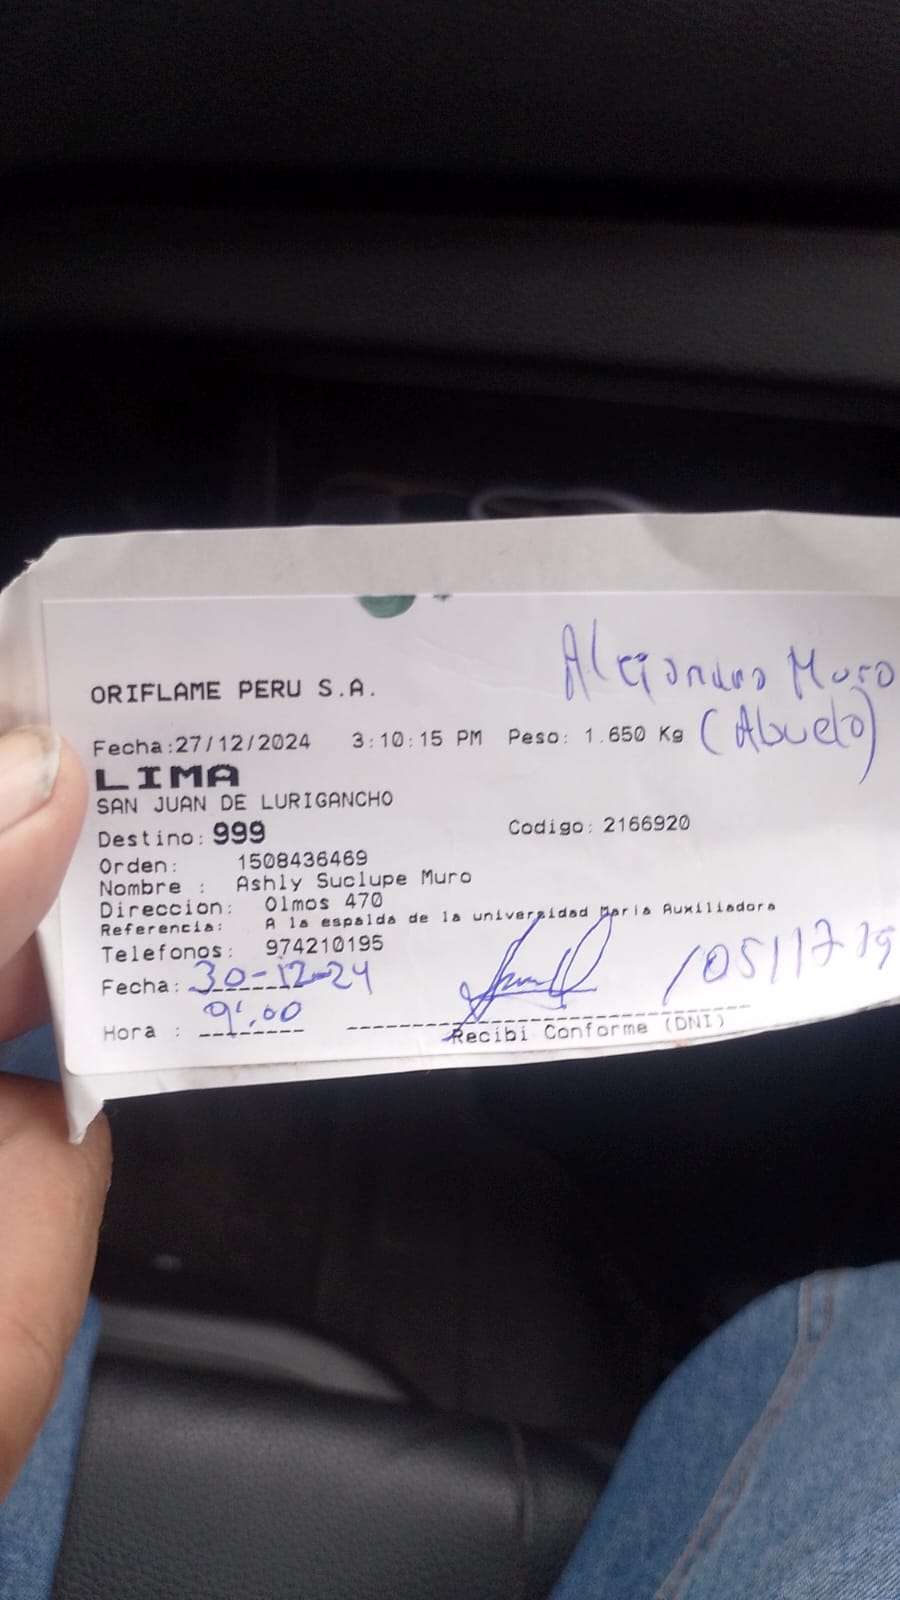 ORIFLAME PERU S.A.
Alejandro Muro
(Abuelo)
Fecha:27/12/2024 3:10:15 PM Peso: 1.650 Kg
LIMA
SAN JUAN DE LURIGANCHO
Destino: 999 Codigo: 2166920
Orden: 1508436469
Nombre : Ashly Suclupe Muro
Direccion: Olmos 470
Referencia: A la espalda de la universidad Maria Auxiliadora
Telefonos: 974210195
Fecha: 30-12-24
Hora : 9:00
Recibi Conforme (DNI)